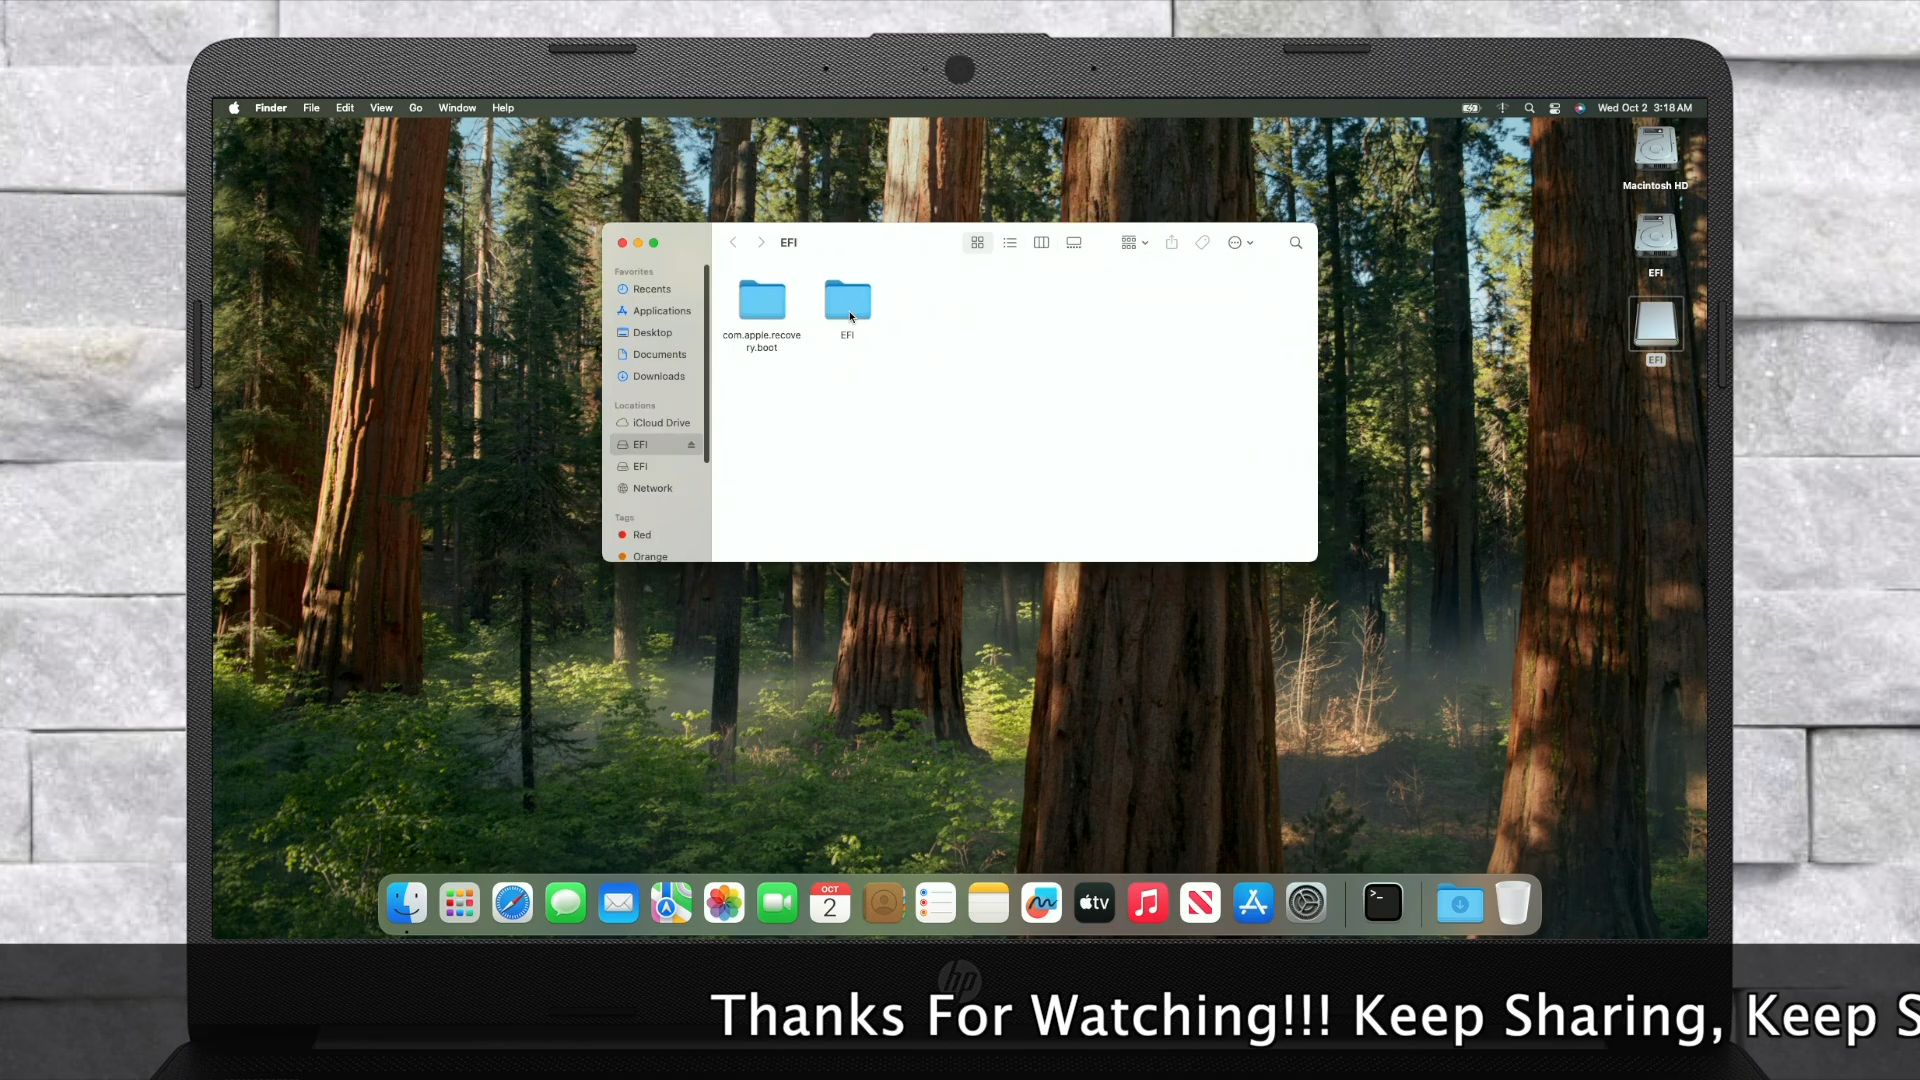 Finder File Edit View Go Window Help
Wed Oct 2 3:18 AM
Macintosh HD
EFI
EFI
EFI
Favorites
Recents
Applications
Desktop
Documents
Downloads
Locations
iCloud Drive
EFI
EFI
Network
Tags
Red
Orange
com.apple.recove
ry.boot
EFI
OCT
2
tv
>_
hp
Thanks For Watching!!! Keep Sharing, Keep S